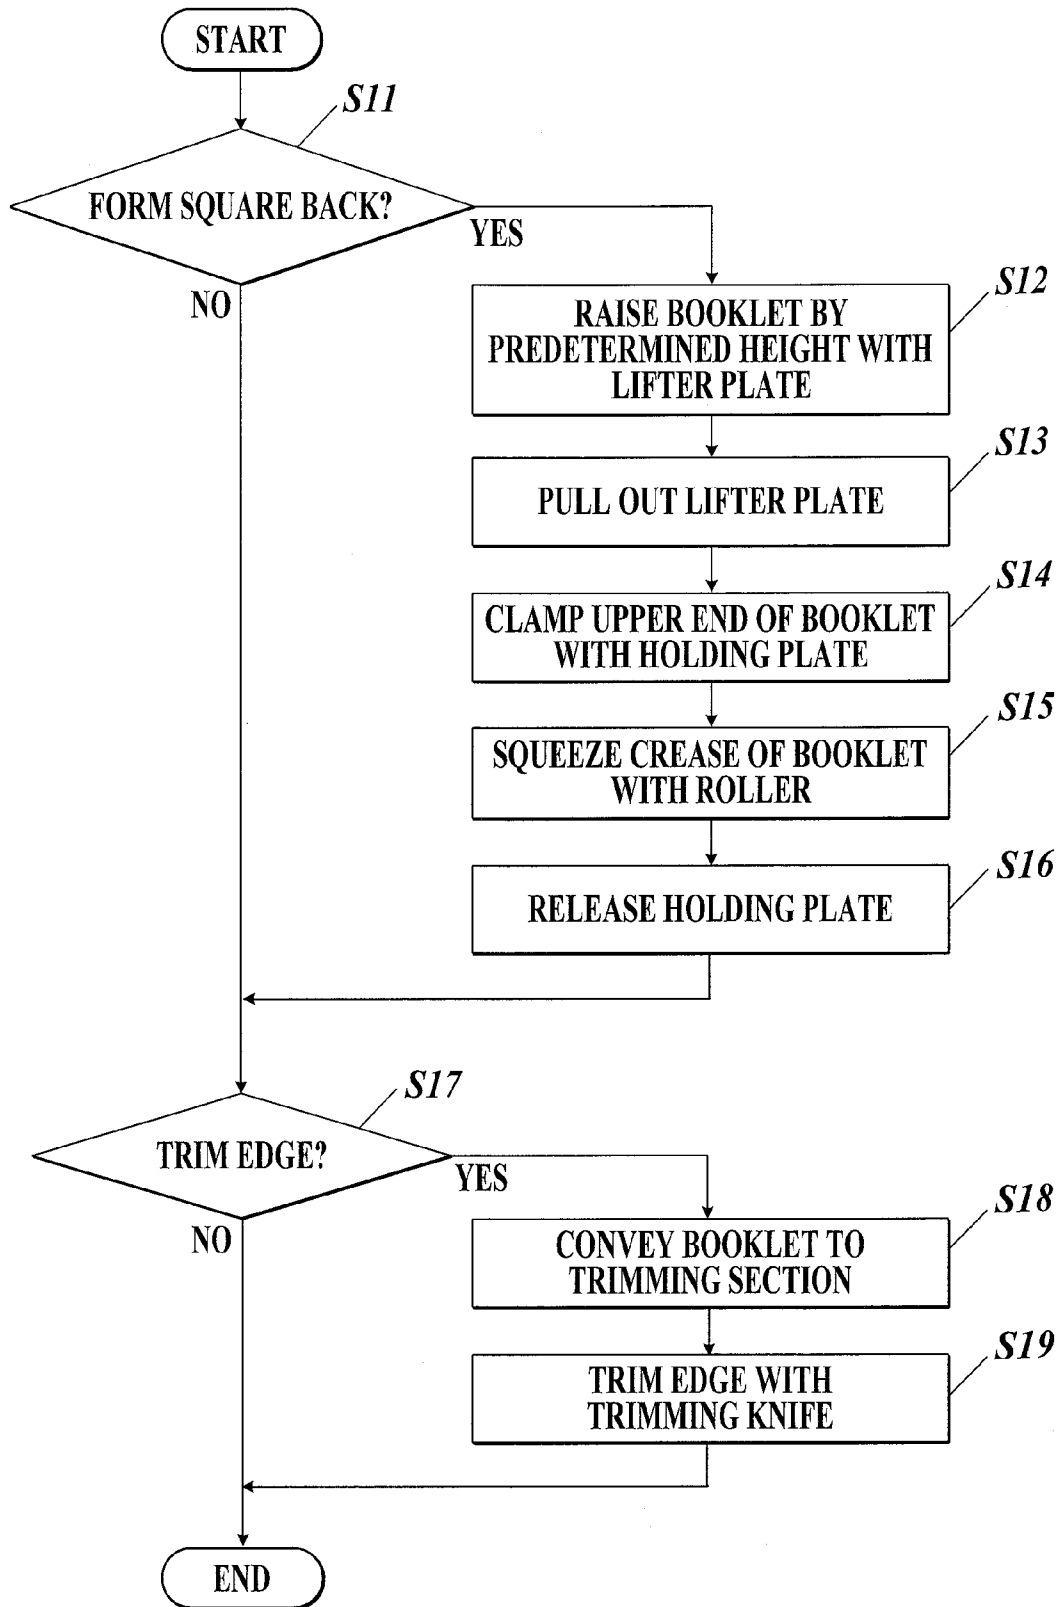 START
S11
FORM SQUARE BACK?
YES
NO
S12
RAISE BOOKLET BY
PREDETERMINED HEIGHT WITH
LIFTER PLATE
S13
PULL OUT LIFTER PLATE
S14
CLAMP UPPER END OF BOOKLET
WITH HOLDING PLATE
S15
SQUEEZE CREASE OF BOOKLET
WITH ROLLER
S16
RELEASE HOLDING PLATE
S17
TRIM EDGE?
YES
NO
S18
CONVEY BOOKLET TO
TRIMMING SECTION
S19
TRIM EDGE WITH
TRIMMING KNIFE
END